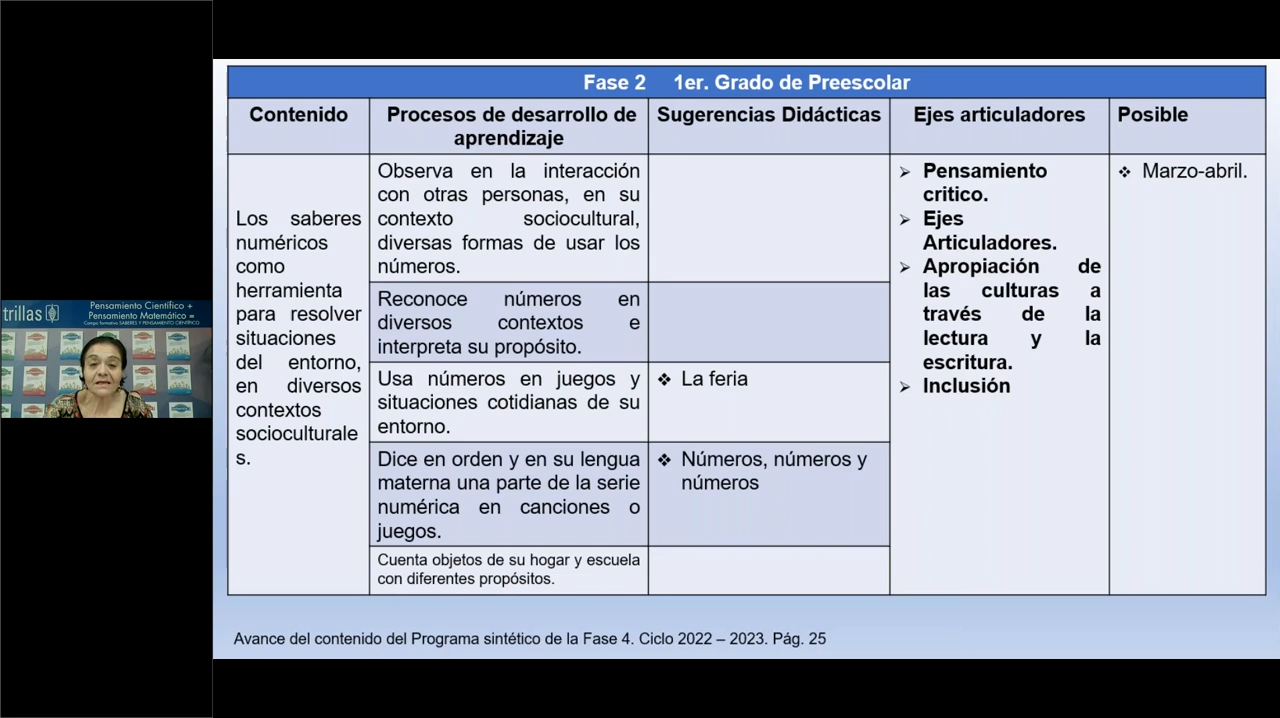 trillas
Pensamiento Científico +
Pensamiento Matemático =
Campo formativo SABERES Y PENSAMIENTO CIENTÍFICO
Fase 2 1er. Grado de Preescolar
Contenido
Procesos de desarrollo de
aprendizaje
Sugerencias Didácticas
Ejes articuladores
Posible
Los saberes
numéricos
como
herramienta
para resolver
situaciones
del entorno,
en diversos
contextos
socioculturale
s.
Observa en la interacción
con otras personas, en su
contexto sociocultural,
diversas formas de usar los
números.
Reconoce números en
diversos contextos e
interpreta su propósito.
Usa números en juegos y
situaciones cotidianas de su
entorno.
❖ La feria
Dice en orden y en su lengua
materna una parte de la serie
numérica en canciones o
juegos.
❖ Números, números y
números
Cuenta objetos de su hogar y escuela
con diferentes propósitos.
➢ Pensamiento
critico.
➢ Ejes
Articuladores.
➢ Apropiación de
las culturas a
través de la
lectura y la
escritura.
➢ Inclusión
❖ Marzo-abril.
Avance del contenido del Programa sintético de la Fase 4. Ciclo 2022 – 2023. Pág. 25